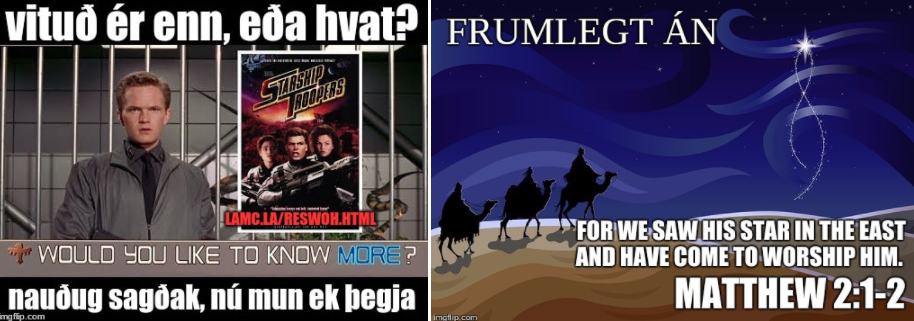 vituð ér enn, eða hvat?
STARSHIP
TROOPERS
LAMC.LA/RESWOH.HTML
WOULD YOU LIKE TO KNOW MORE?
nauðug sagðak, nú mun ek þegja
imgflip.com
FRUMLEGT ÁN
FOR WE SAW HIS STAR IN THE EAST
AND HAVE COME TO WORSHIP HIM.
MATTHEW 2:1-2
imgflip.com